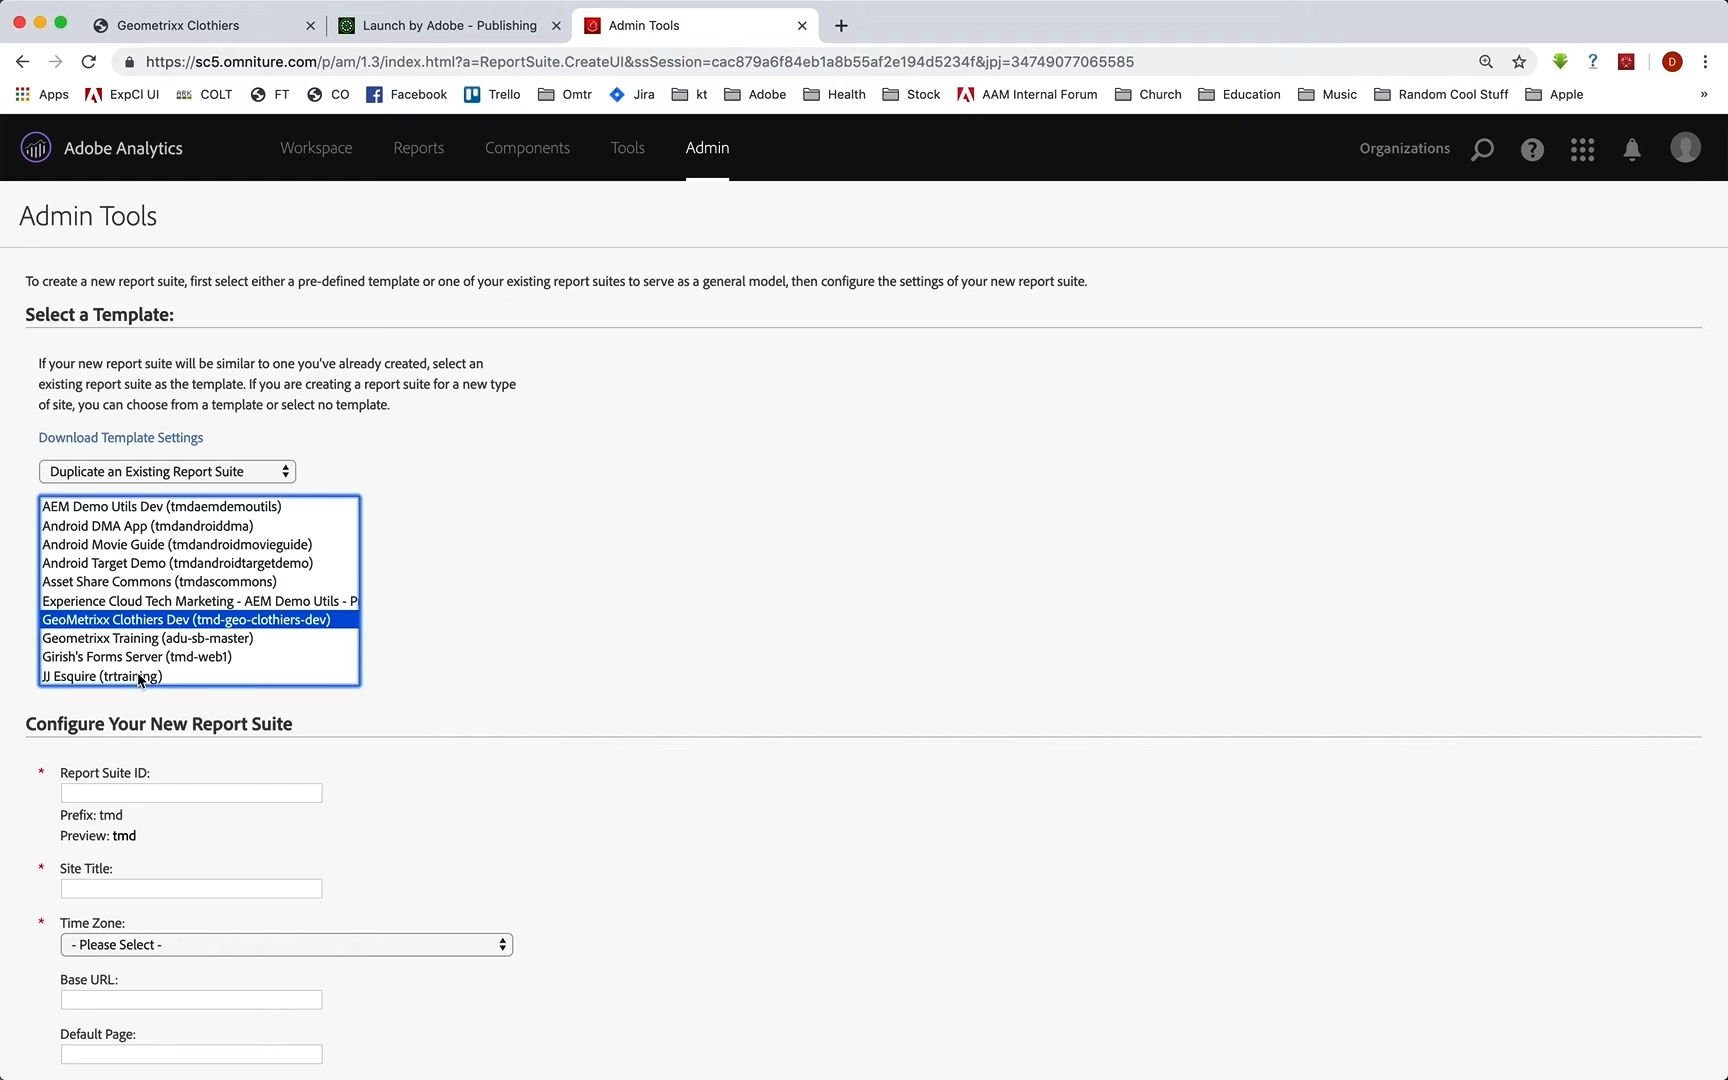 Geometrixx Clothiers
Launch by Adobe - Publishing
Admin Tools
https://sc5.omniture.com/p/am/1.3/index.html?a=ReportSuite.CreateUI&ssSession=cac879a6f84eb1a8b55af2e194d5234f&jpj=34749077065585
D
Apps
ExpCl UI
COLT
FT
CO
Facebook
Trello
Omtr
Jira
kt
Adobe
Health
Stock
AAM Internal Forum
Church
Education
Music
Random Cool Stuff
Apple
»
Adobe Analytics
Workspace
Reports
Components
Tools
Admin
Organizations
Admin Tools
To create a new report suite, first select either a pre-defined template or one of your existing report suites to serve as a general model, then configure the settings of your new report suite.
Select a Template:
If your new report suite will be similar to one you've already created, select an
existing report suite as the template. If you are creating a report suite for a new type
of site, you can choose from a template or select no template.
Download Template Settings
Duplicate an Existing Report Suite
AEM Demo Utils Dev (tmdaemdemoutils)
Android DMA App (tmdandroiddma)
Android Movie Guide (tmdandroidmovieguide)
Android Target Demo (tmdandroidtargetdemo)
Asset Share Commons (tmdascommons)
Experience Cloud Tech Marketing - AEM Demo Utils - P
GeoMetrixx Clothiers Dev (tmd-geo-clothiers-dev)
Geometrixx Training (adu-sb-master)
Girish's Forms Server (tmd-web1)
JJ Esquire (trtraining)
Configure Your New Report Suite
* Report Suite ID:
Prefix: tmd
Preview: tmd
* Site Title:
* Time Zone:
- Please Select -
Base URL:
Default Page: